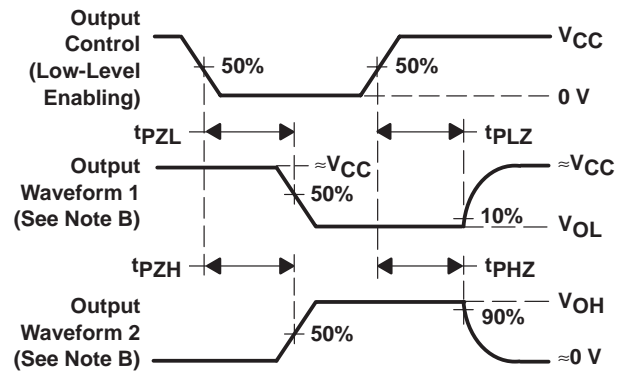 Output
Control
(Low-Level
Enabling)
50%
50%
VCC
0 V
tPZL
tPLZ
Output
Waveform 1
(See Note B)
≈VCC
50%
≈VCC
10%
VOL
tPZH
tPHZ
Output
Waveform 2
(See Note B)
50%
VOH
90%
≈0 V